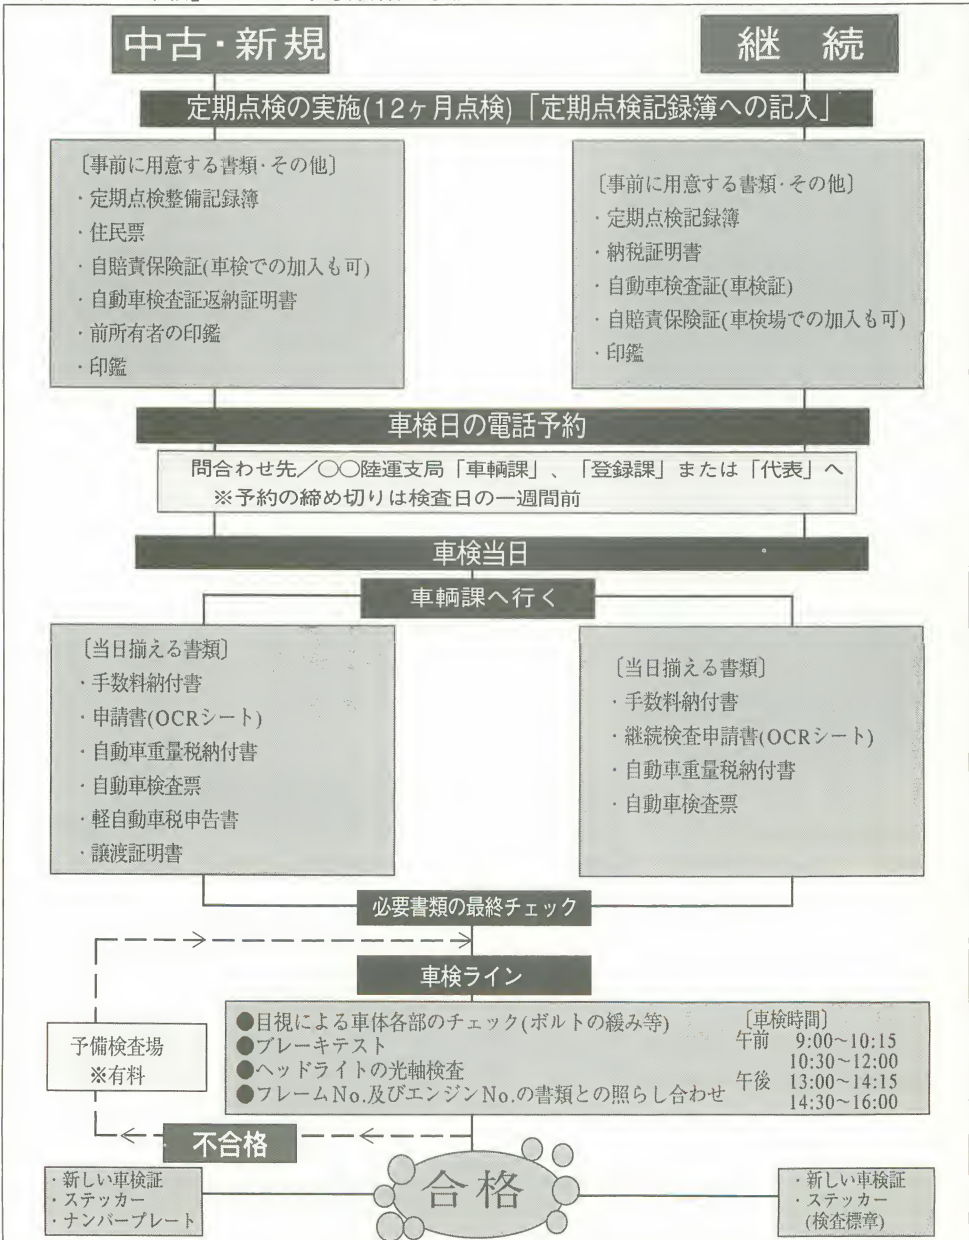 中古・新規
継続
定期点検の実施(12ヶ月点検)「定期点検記録簿への記入」
〔事前に用意する書類・その他〕
・定期点検整備記録簿
・住民票
・自賠責保険証(車検での加入も可)
・自動車検査証返納証明書
・前所有者の印鑑
・印鑑
〔事前に用意する書類・その他〕
・定期点検記録簿
・納税証明書
・自動車検査証(車検証)
・自賠責保険証(車検場での加入も可)
・印鑑
車検日の電話予約
問合わせ先／○○陸運支局「車輌課」、「登録課」または「代表」へ
※予約の締め切りは検査日の一週間前
車検当日
車輌課へ行く
〔当日揃える書類〕
・手数料納付書
・申請書(OCRシート)
・自動車重量税納付書
・自動車検査票
・軽自動車税申告書
・譲渡証明書
〔当日揃える書類〕
・手数料納付書
・継続検査申請書(OCRシート)
・自動車重量税納付書
・自動車検査票
必要書類の最終チェック
車検ライン
●目視による車体各部のチェック(ボルトの緩み等)
●ブレーキテスト
●ヘッドライトの光軸検査
●フレームNo.及びエンジンNo.の書類との照らし合わせ
〔車検時間〕
午前 9:00~10:15
10:30~12:00
午後 13:00~14:15
14:30~16:00
予備検査場
※有料
不合格
合格
・新しい車検証
・ステッカー
・ナンバープレート
・新しい車検証
・ステッカー
(検査標章)